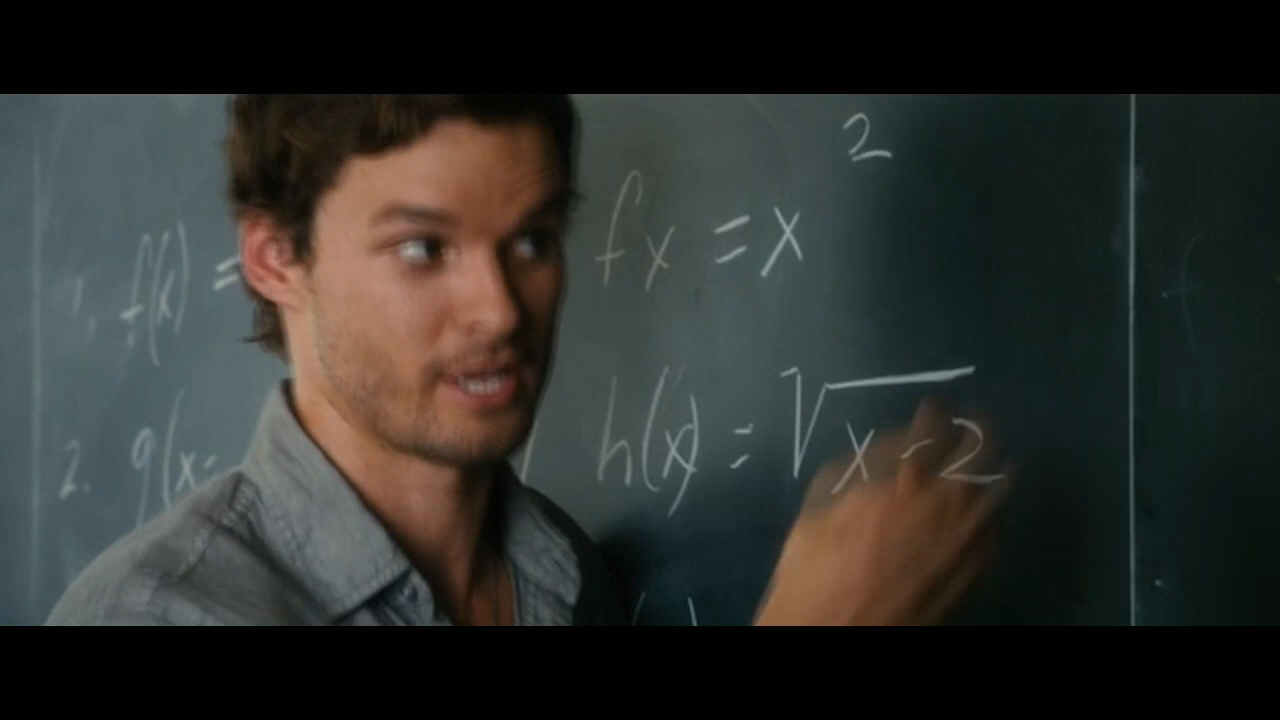 1. f(x) =
2. g(x-
2
fx = x
h(x) = √x-2